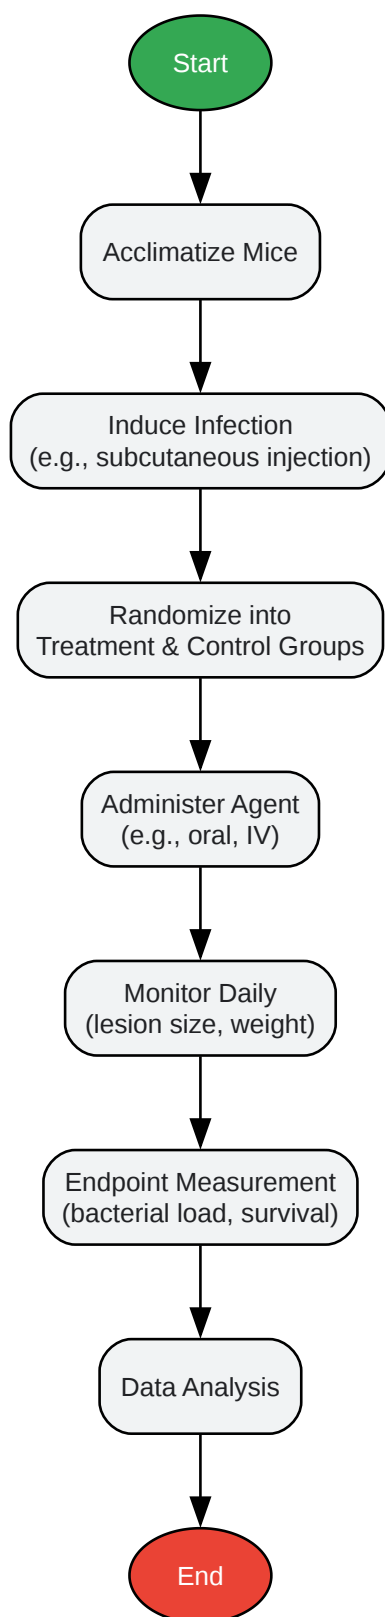 Start
Acclimatize Mice
Induce Infection
(e.g., subcutaneous injection)
Randomize into
Treatment & Control Groups
Administer Agent
(e.g., oral, IV)
Monitor Daily
(lesion size, weight)
Endpoint Measurement
(bacterial load, survival)
Data Analysis
End